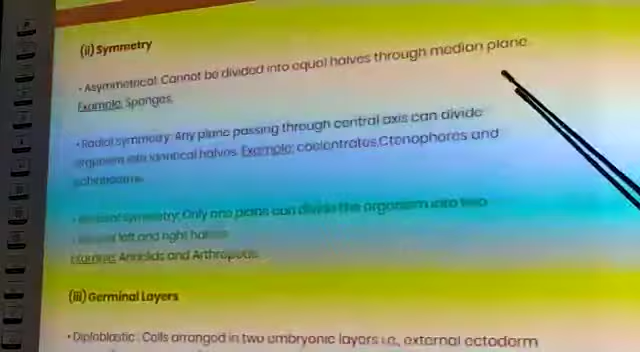 (ii) Symmetry
• Asymmetrical: Cannot be divided into equal halves through median plane.
Example: Sponges.
• Radial symmetry: Any plane passing through central axis can divide
organism into identical halves. Example: coelentrates,Ctenophores and
echinoderms.
symmetry: Only one plane can divide the organism into two
left and right halves
Example: Annelids and Arthropods.
(iii) Germinal Layers
• Diploblastic : Cells arranged in two embryonic layers i.e., external ectoderm